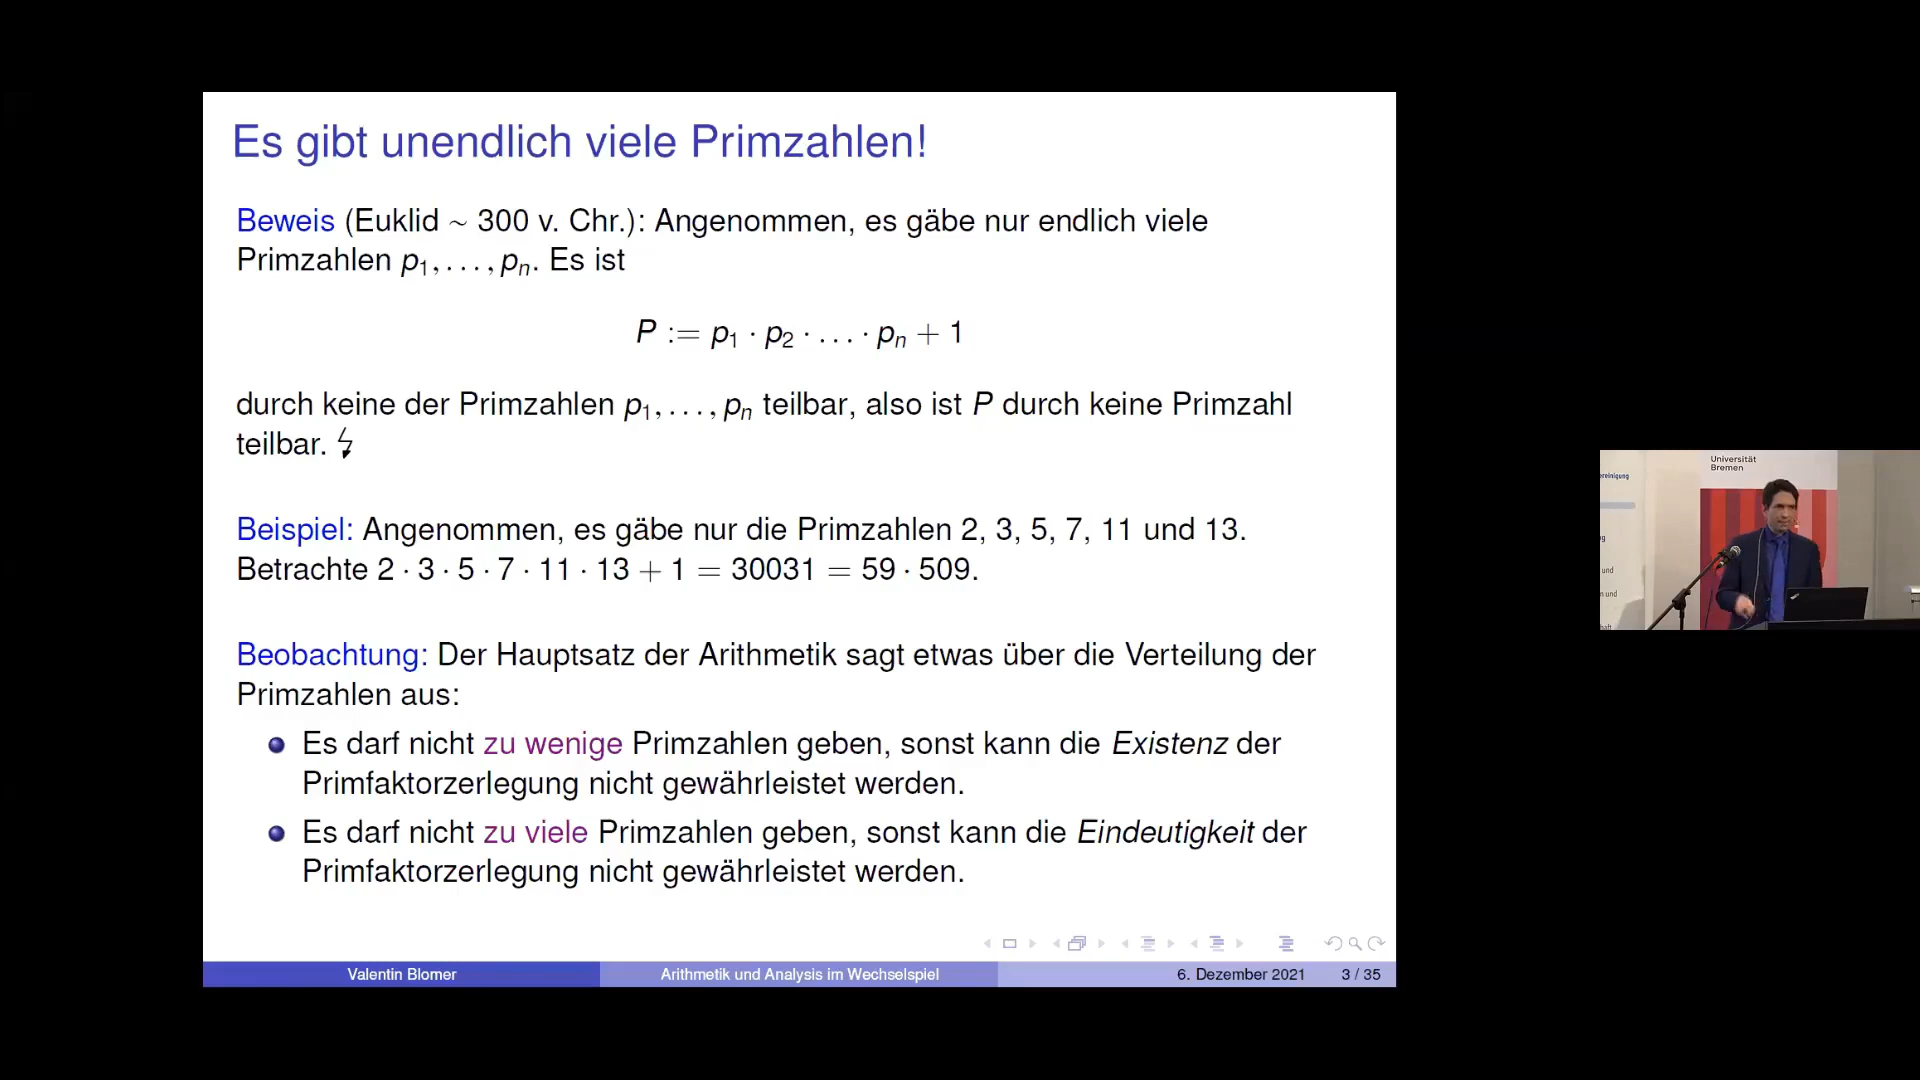 Es gibt unendlich viele Primzahlen!
Beweis (Euklid ∼ 300 v. Chr.): Angenommen, es gäbe nur endlich viele
Primzahlen p₁, . . . , pₙ. Es ist
P := p₁ · p₂ · . . . · pₙ + 1
durch keine der Primzahlen p₁, . . . , pₙ teilbar, also ist P durch keine Primzahl
teilbar. ↯
Beispiel: Angenommen, es gäbe nur die Primzahlen 2, 3, 5, 7, 11 und 13.
Betrachte 2 · 3 · 5 · 7 · 11 · 13 + 1 = 30031 = 59 · 509.
Beobachtung: Der Hauptsatz der Arithmetik sagt etwas über die Verteilung der
Primzahlen aus:
Es darf nicht zu wenige Primzahlen geben, sonst kann die Existenz der
Primfaktorzerlegung nicht gewährleistet werden.
Es darf nicht zu viele Primzahlen geben, sonst kann die Eindeutigkeit der
Primfaktorzerlegung nicht gewährleistet werden.
Valentin Blomer
Arithmetik und Analysis im Wechselspiel
6. Dezember 2021
3 / 35
Universität
Bremen
ereinigung
und
n und